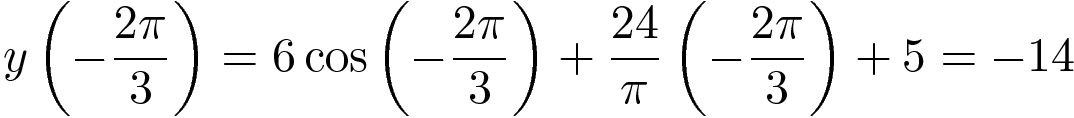 y(−2π/3) = 6 cos(−2π/3) + 24/π (−2π/3) + 5 = −14